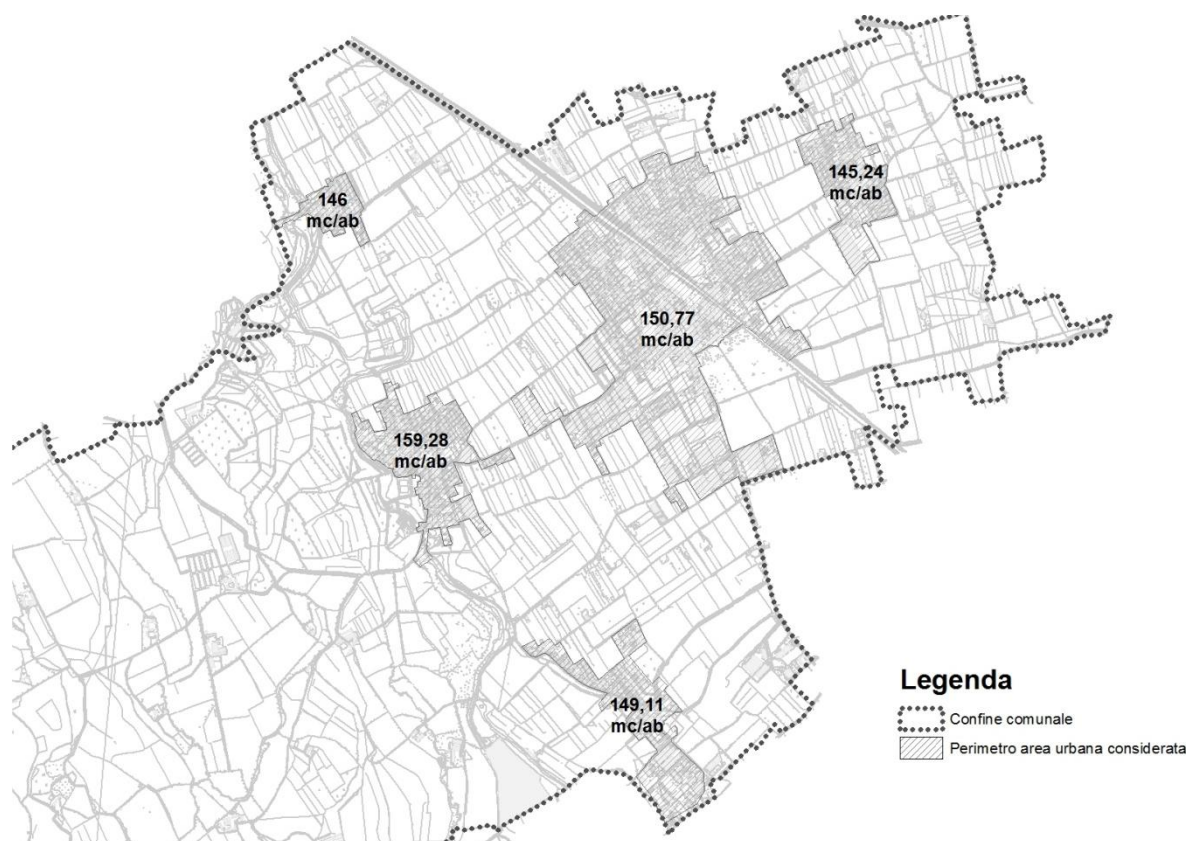 145,24
mc/ab
146
mc/ab
150,77
mc/ab
159,28
mc/ab
149,11
mc/ab
Legenda
Confine comunale
Perimetro area urbana considerata